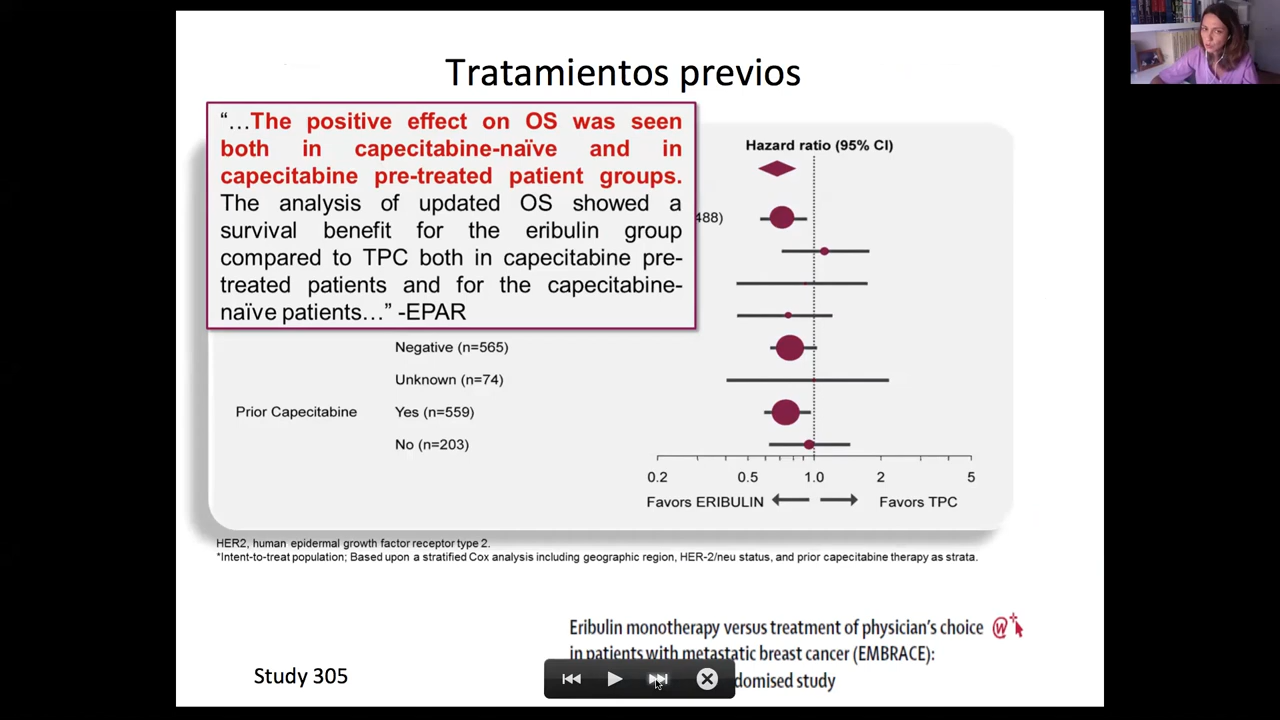 Tratamientos previos
“…The positive effect on OS was seen
both in capecitabine-naïve and in
capecitabine pre-treated patient groups.
The analysis of updated OS showed a
survival benefit for the eribulin group
compared to TPC both in capecitabine pre-
treated patients and for the capecitabine-
naïve patients…” -EPAR
Hazard ratio (95% CI)
488)
Negative (n=565)
Unknown (n=74)
Prior Capecitabine Yes (n=559)
No (n=203)
0.2 0.5 1.0 2 5
Favors ERIBULIN Favors TPC
HER2, human epidermal growth factor receptor type 2.
*Intent-to-treat population; Based upon a stratified Cox analysis including geographic region, HER-2/neu status, and prior capecitabine therapy as strata.
Eribulin monotherapy versus treatment of physician's choice
in patients with metastatic breast cancer (EMBRACE):
domised study
Study 305